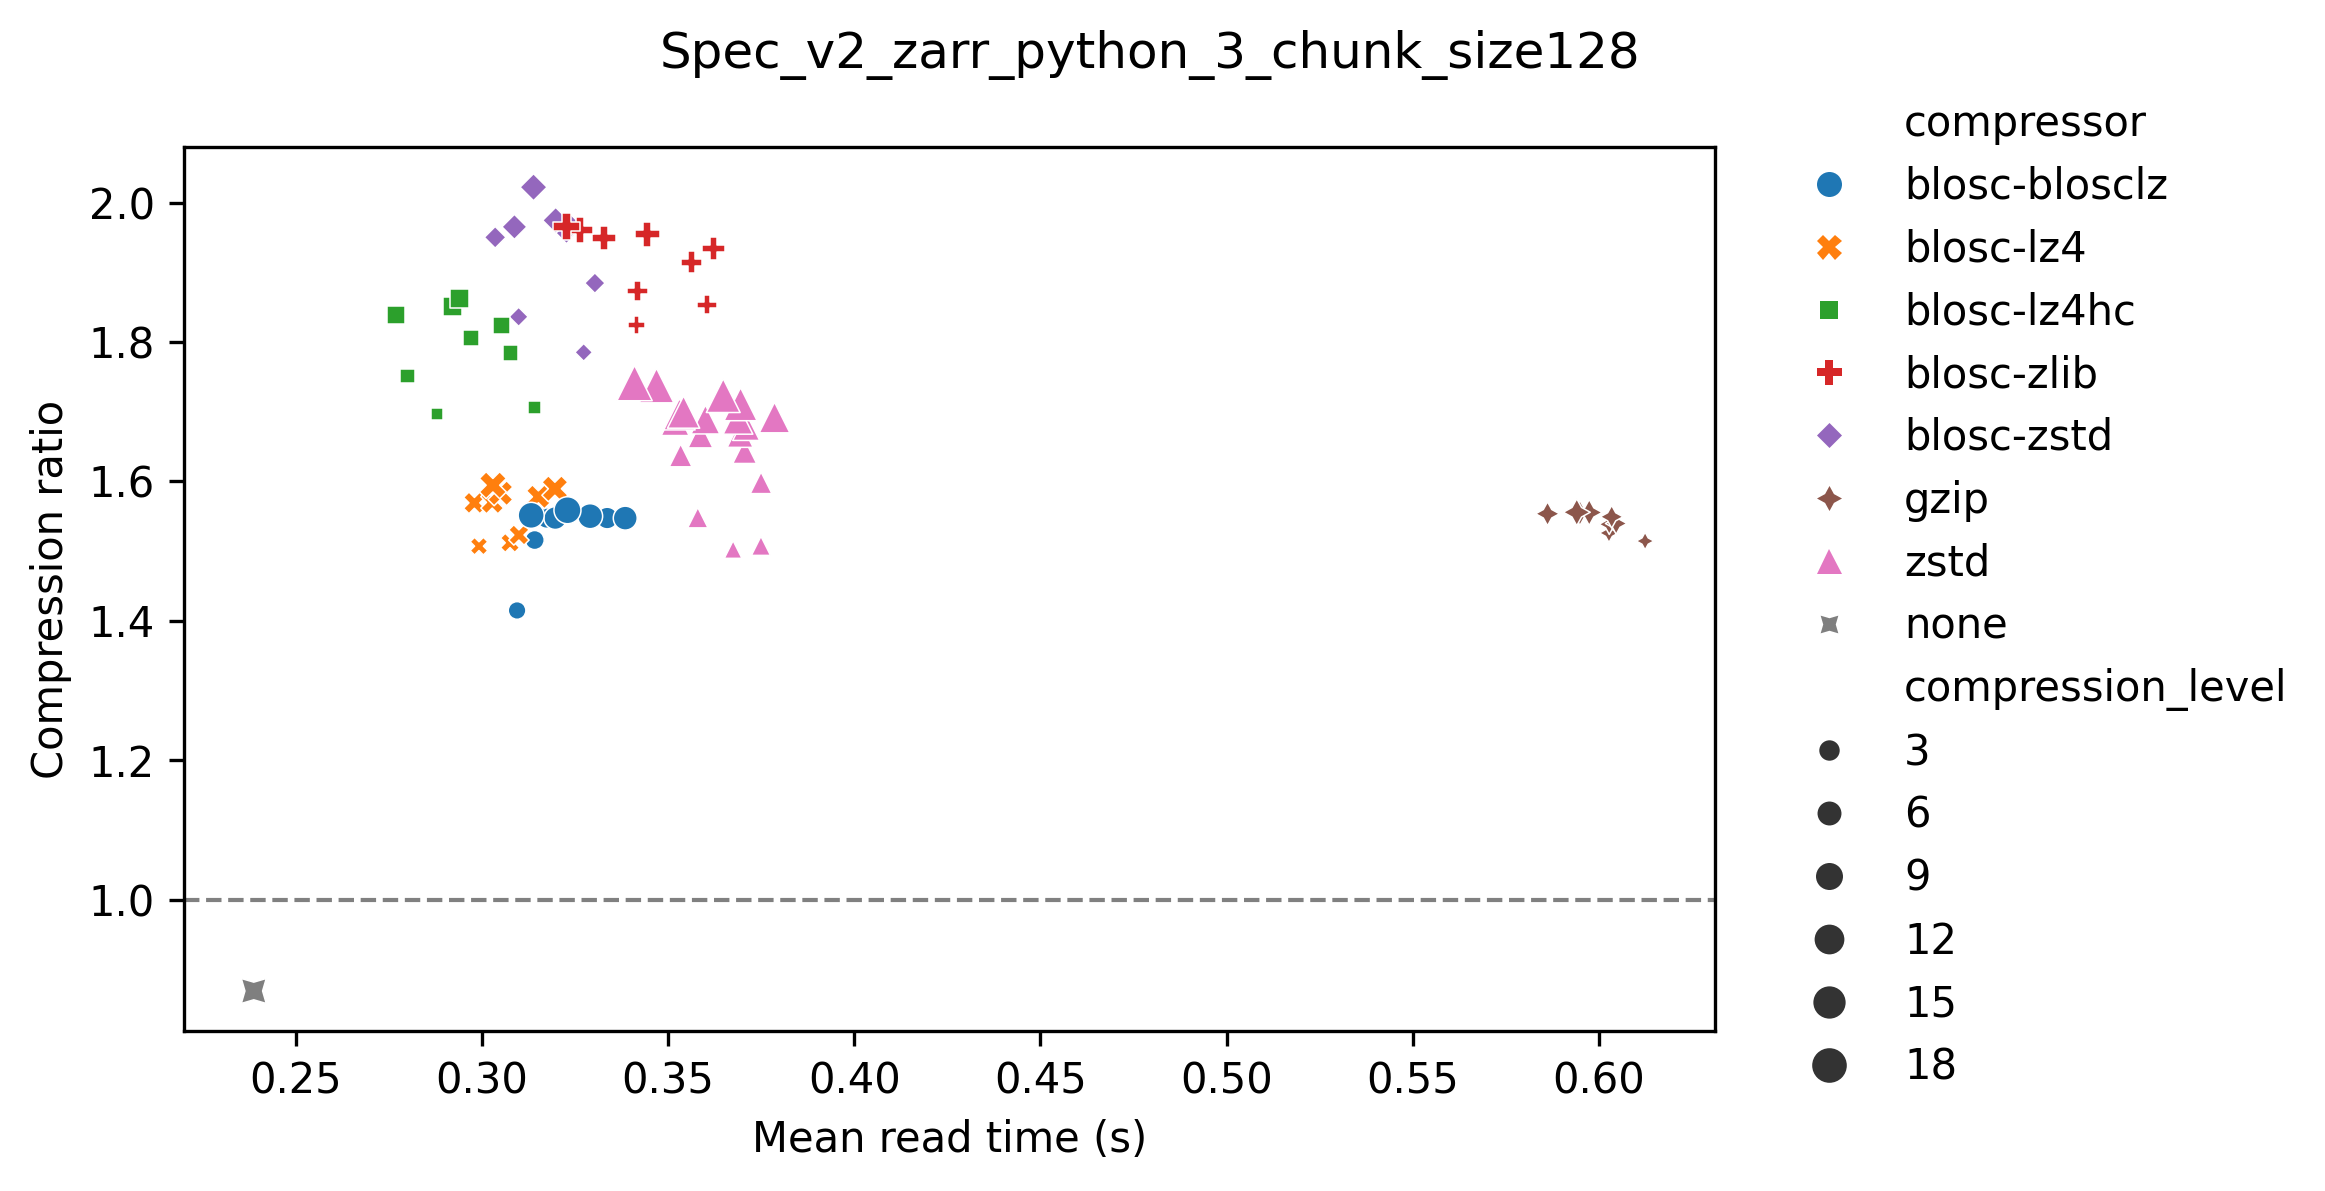 Spec_v2_zarr_python_3_chunk_size128
Compression ratio
2.0
1.8
1.6
1.4
1.2
1.0
0.25 0.30 0.35 0.40 0.45 0.50 0.55 0.60
Mean read time (s)
compressor
blosc-blosclz
blosc-lz4
blosc-lz4hc
blosc-zlib
blosc-zstd
gzip
zstd
none
compression_level
3
6
9
12
15
18